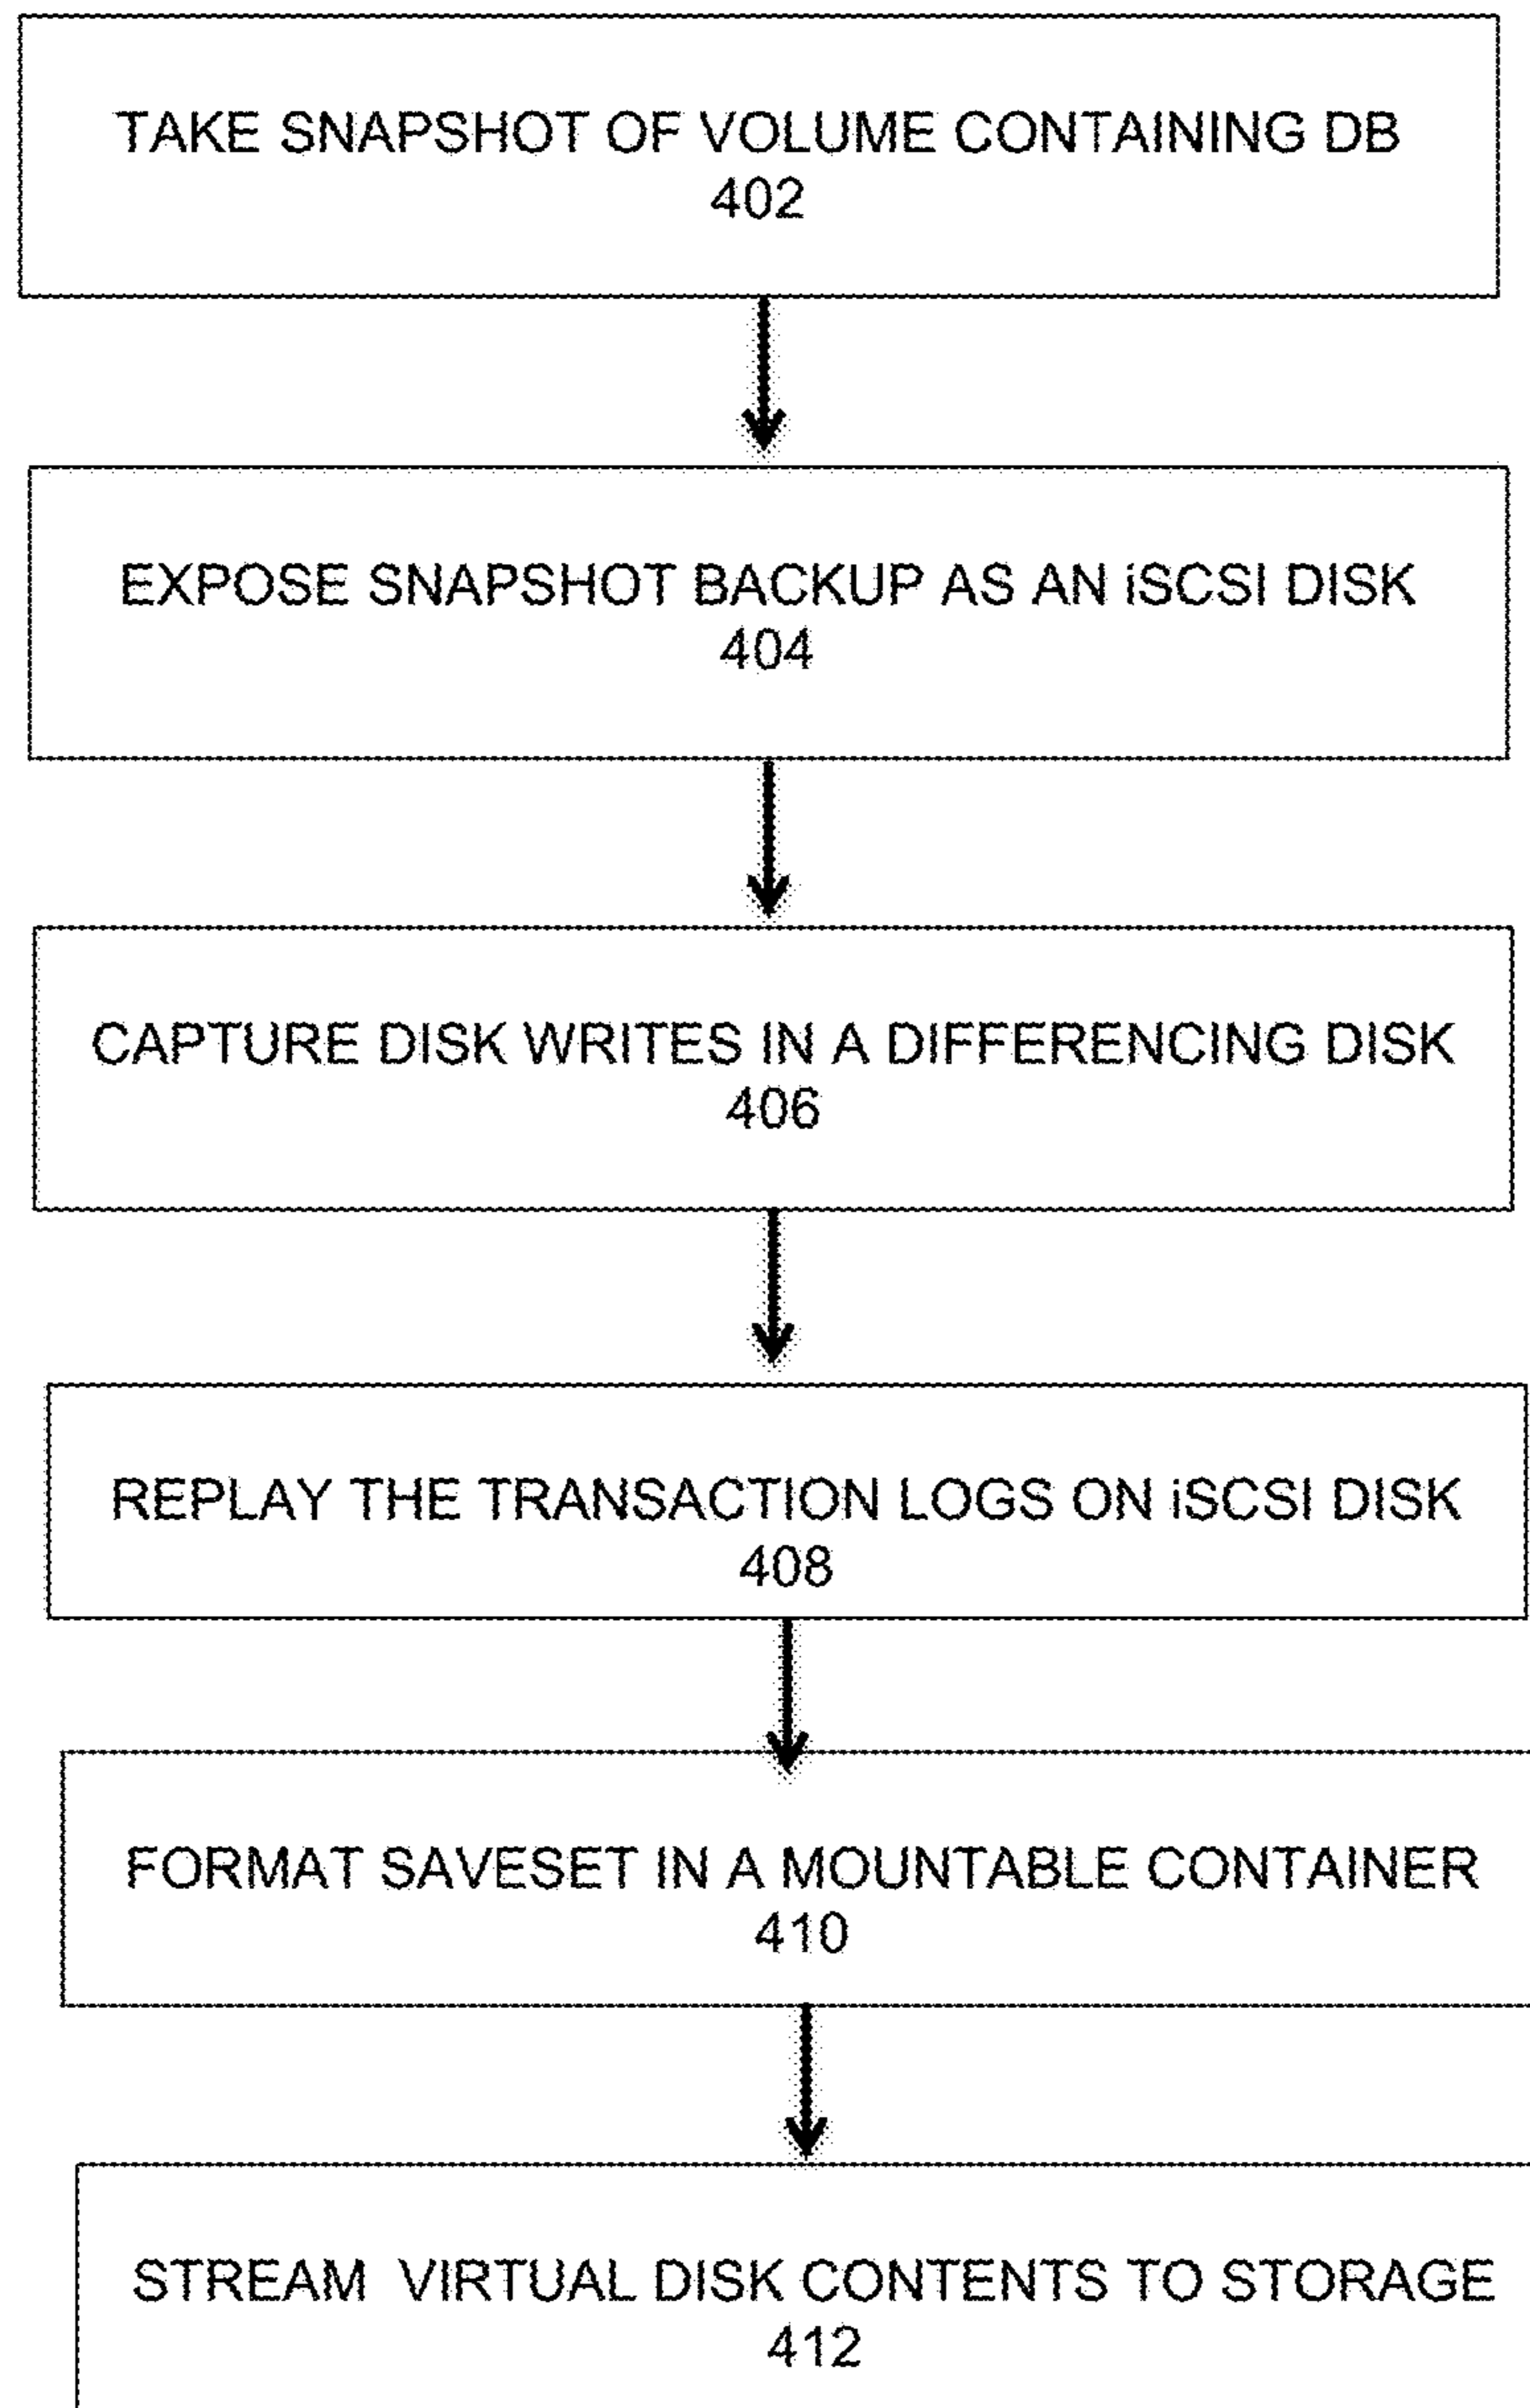 TAKE SNAPSHOT OF VOLUME CONTAINING DB
402
EXPOSE SNAPSHOT BACKUP AS AN iSCSI DISK
404
CAPTURE DISK WRITES IN A DIFFERENCING DISK
406
REPLAY THE TRANSACTION LOGS ON iSCSI DISK
408
FORMAT SAVESET IN A MOUNTABLE CONTAINER
410
STREAM VIRTUAL DISK CONTENTS TO STORAGE
412